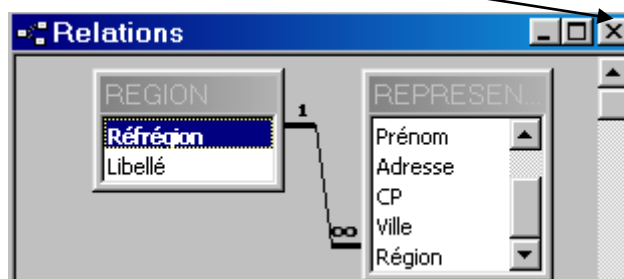 Relations
REGION
Réfrégion
Libellé
1
∞
REPRESEN...
Prénom
Adresse
CP
Ville
Région